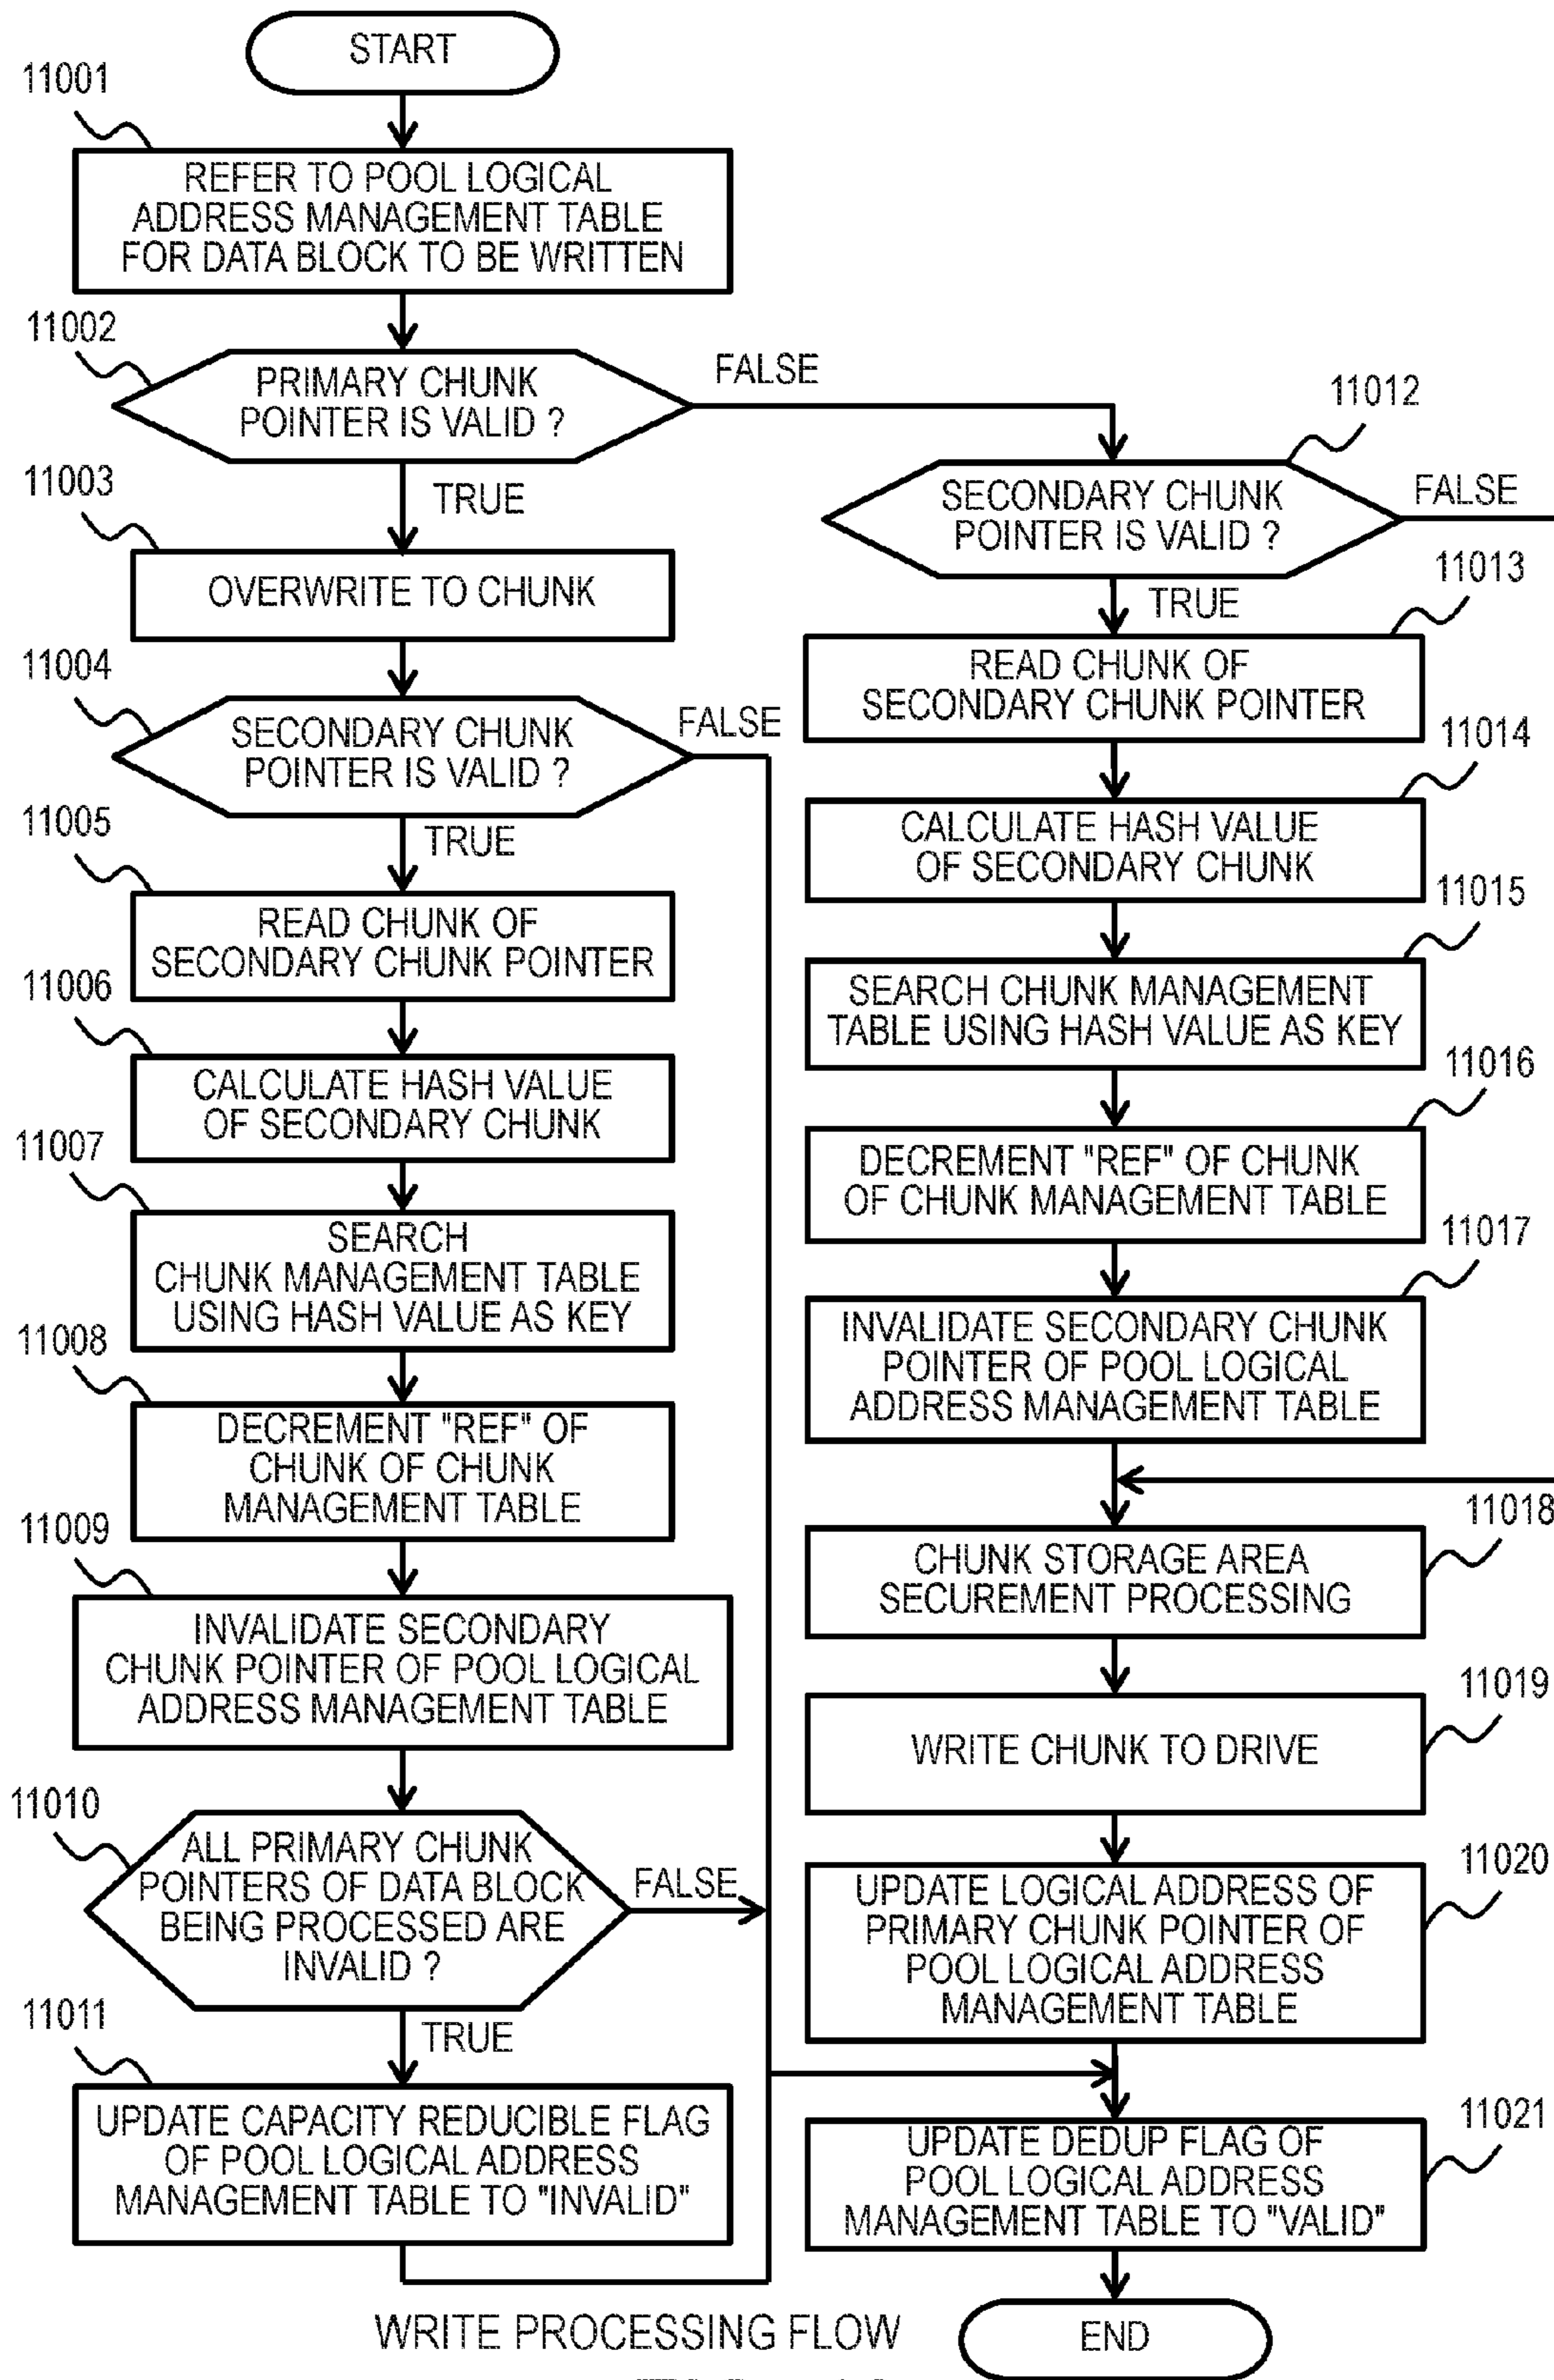 START
11001
REFER TO POOL LOGICAL
ADDRESS MANAGEMENT TABLE
FOR DATA BLOCK TO BE WRITTEN
11002
PRIMARY CHUNK
POINTER IS VALID ?
FALSE
TRUE
11003
OVERWRITE TO CHUNK
11004
SECONDARY CHUNK
POINTER IS VALID ?
FALSE
TRUE
11005
READ CHUNK OF
SECONDARY CHUNK POINTER
11006
CALCULATE HASH VALUE
OF SECONDARY CHUNK
11007
SEARCH
CHUNK MANAGEMENT TABLE
USING HASH VALUE AS KEY
11008
DECREMENT "REF" OF
CHUNK OF CHUNK
MANAGEMENT TABLE
11009
INVALIDATE SECONDARY
CHUNK POINTER OF POOL LOGICAL
ADDRESS MANAGEMENT TABLE
11010
ALL PRIMARY CHUNK
POINTERS OF DATA BLOCK
BEING PROCESSED ARE
INVALID ?
FALSE
TRUE
11011
UPDATE CAPACITY REDUCIBLE FLAG
OF POOL LOGICAL ADDRESS
MANAGEMENT TABLE TO "INVALID"
11012
SECONDARY CHUNK
POINTER IS VALID ?
FALSE
TRUE
11013
READ CHUNK OF
SECONDARY CHUNK POINTER
11014
CALCULATE HASH VALUE
OF SECONDARY CHUNK
11015
SEARCH CHUNK MANAGEMENT
TABLE USING HASH VALUE AS KEY
11016
DECREMENT "REF" OF CHUNK
OF CHUNK MANAGEMENT TABLE
11017
INVALIDATE SECONDARY CHUNK
POINTER OF POOL LOGICAL
ADDRESS MANAGEMENT TABLE
11018
CHUNK STORAGE AREA
SECUREMENT PROCESSING
11019
WRITE CHUNK TO DRIVE
11020
UPDATE LOGICAL ADDRESS OF
PRIMARY CHUNK POINTER OF
POOL LOGICAL ADDRESS
MANAGEMENT TABLE
11021
UPDATE DEDUP FLAG OF
POOL LOGICAL ADDRESS
MANAGEMENT TABLE TO "VALID"
END
WRITE PROCESSING FLOW